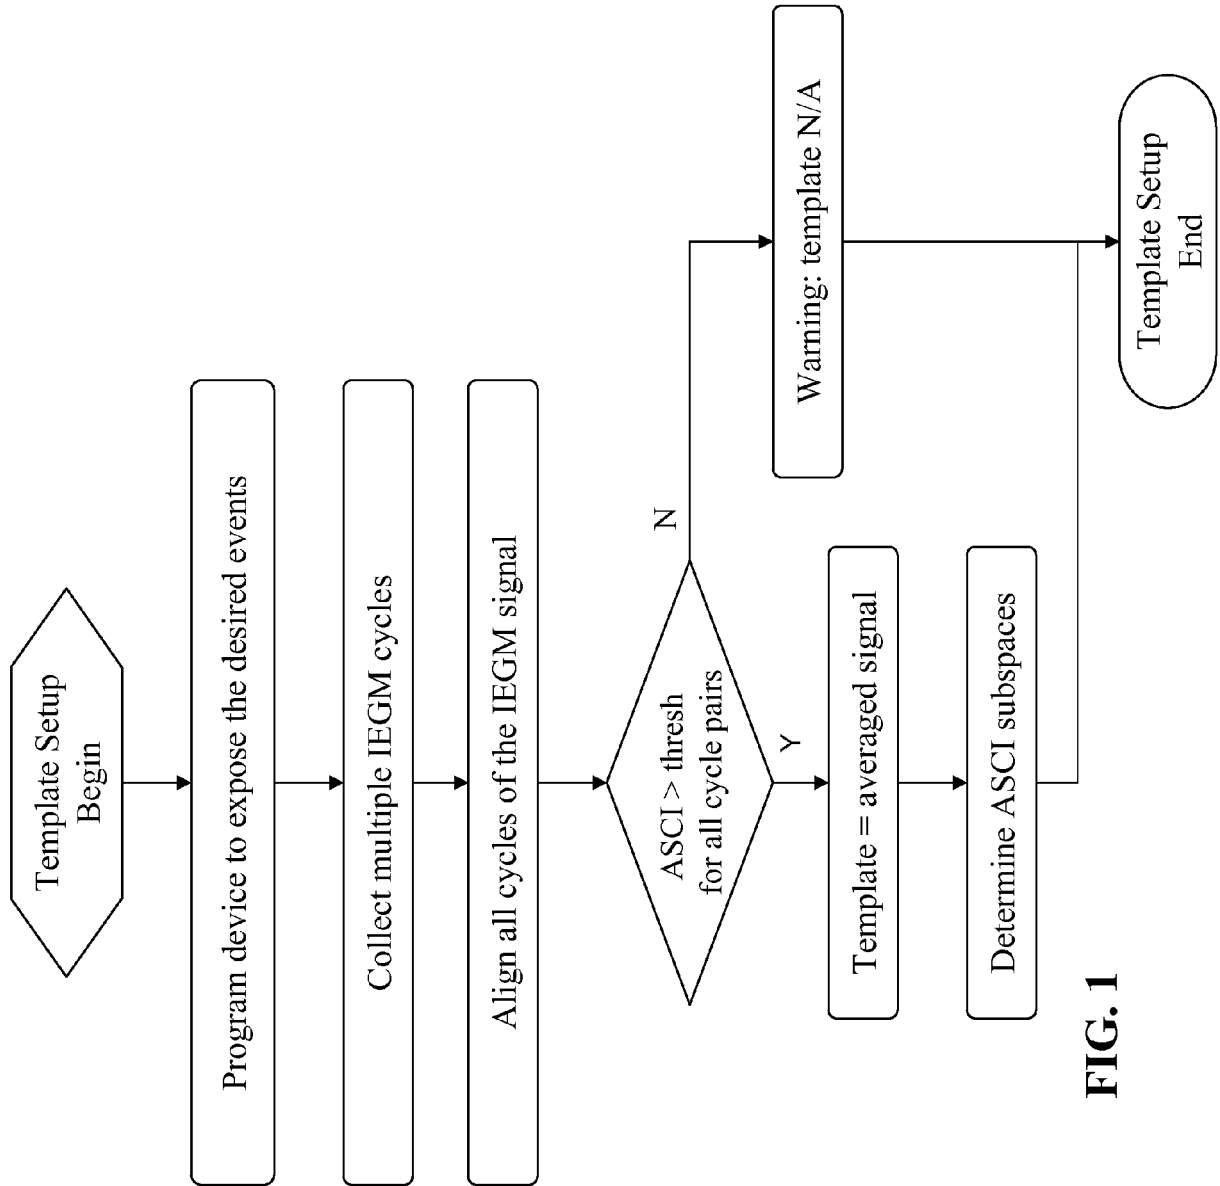 Template Setup
Begin
Program device to expose the desired events
Collect multiple IEGM cycles
Align all cycles of the IEGM signal
ASCI > thresh
for all cycle pairs
N
Y
Warning: template N/A
Template = averaged signal
Determine ASCI subspaces
Template Setup
End
FIG. 1